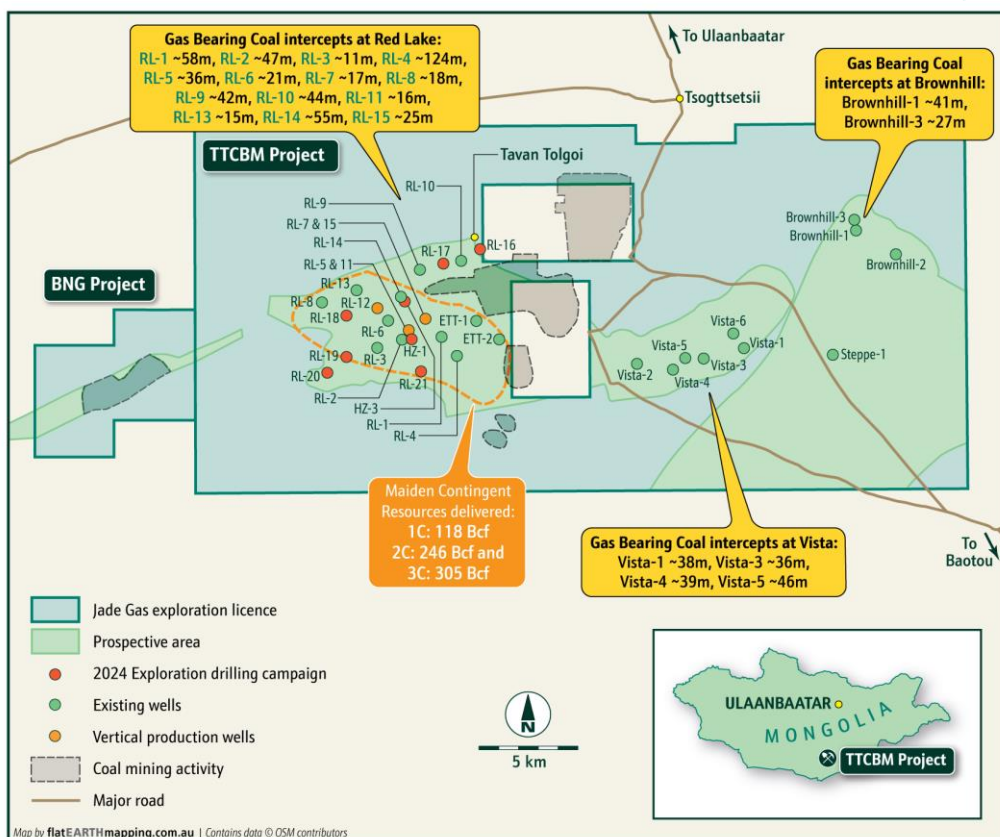 Gas Bearing Coal intercepts at Red Lake:
RL-1 ~58m, RL-2 ~47m, RL-3 ~11m, RL-4 ~124m,
RL-5 ~36m, RL-6 ~21m, RL-7 ~17m, RL-8 ~18m,
RL-9 ~42m, RL-10 ~44m, RL-11 ~16m,
RL-13 ~15m, RL-14 ~55m, RL-15 ~25m
To Ulaanbaatar
Tsogttsetsii
Gas Bearing Coal
intercepts at Brownhill:
Brownhill-1 ~41m,
Brownhill-3 ~27m
TTCBM Project
Tavan Tolgoi
RL-10
RL-9
RL-7 & 15
RL-14
RL-5 & 11
RL-17
RL-16
RL-13
RL-8
RL-12
RL-18
RL-6
ETT-1
ETT-2
HZ-1
RL-19
RL-3
RL-20
RL-21
RL-2
HZ-3
RL-1
RL-4
BNG Project
Brownhill-3
Brownhill-1
Brownhill-2
Vista-6
Vista-1
Vista-5
Vista-3
Vista-2
Vista-4
Steppe-1
Maiden Contingent
Resources delivered:
1C: 118 Bcf
2C: 246 Bcf and
3C: 305 Bcf
Gas Bearing Coal intercepts at Vista:
Vista-1 ~38m, Vista-3 ~36m,
Vista-4 ~39m, Vista-5 ~46m
To
Baotou
Jade Gas exploration licence
Prospective area
2024 Exploration drilling campaign
Existing wells
Vertical production wells
Coal mining activity
Major road
N
5 km
ULAANBAATAR
MONGOLIA
TTCBM Project
Map by flatEARTHmapping.com.au | Contains data © OSM contributors